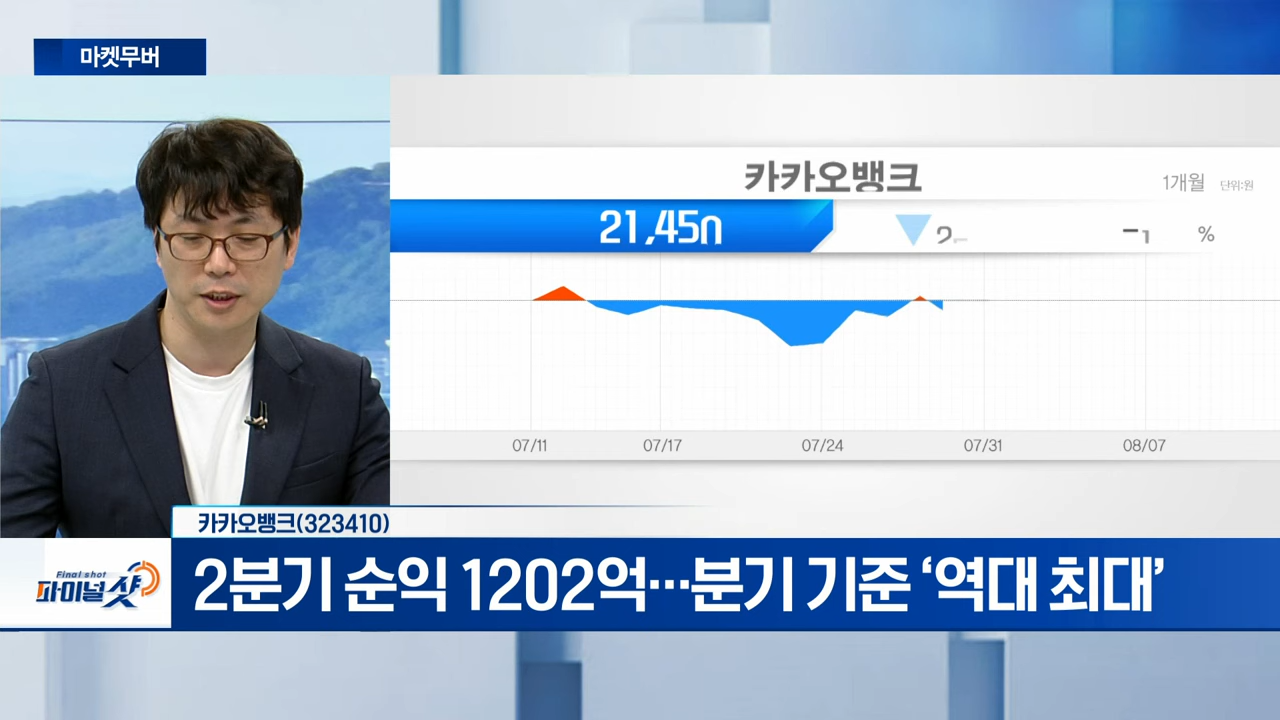 마켓무버
카카오뱅크
1개월 단위:원
%
07/11 07/17 07/24 07/31 08/07
카카오뱅크(323410)
Final shot
파이널샷
2분기 순익 1202억…분기 기준 ‘역대 최대’